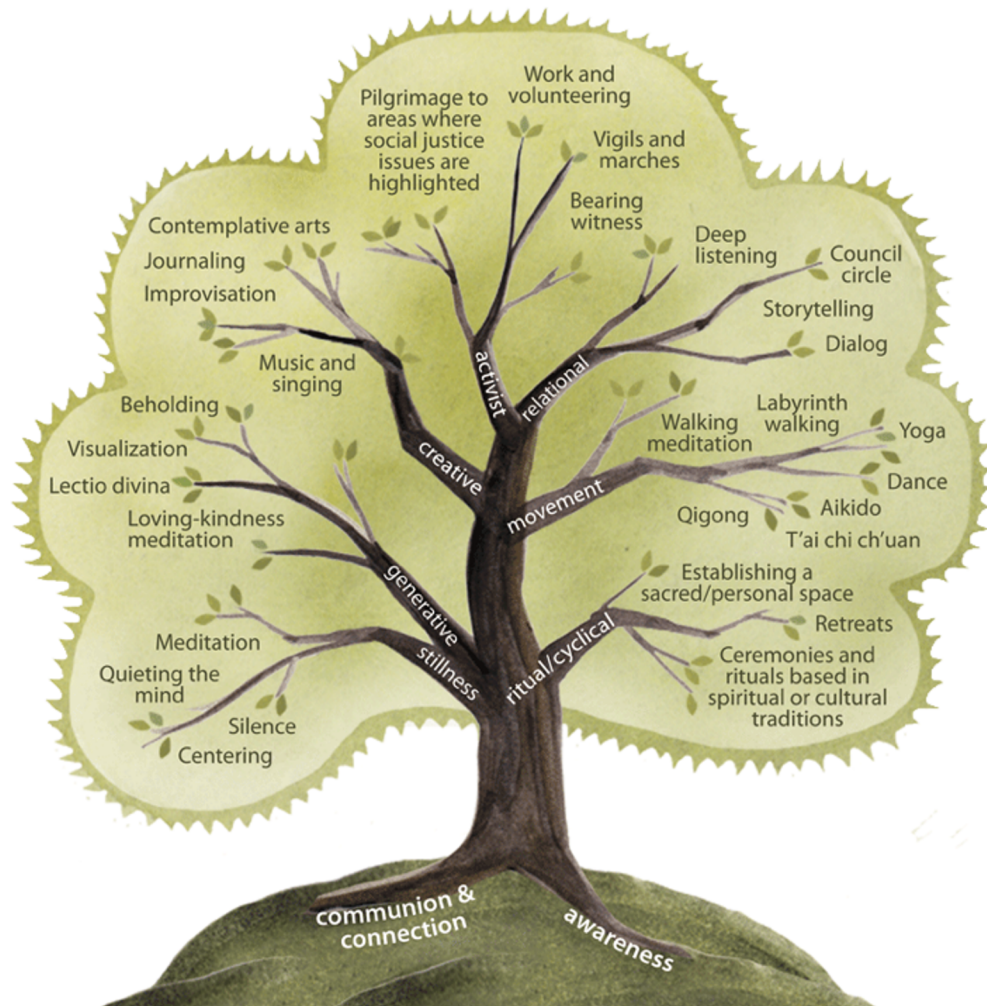 Work and
volunteering
Pilgrimage to
areas where
social justice
issues are
highlighted
Vigils and
marches
Bearing
witness
Contemplative arts
Journaling
Improvisation
Music and
singing
Deep
listening
Council
circle
Storytelling
Dialog
activist
relational
creative
movement
Beholding
Visualization
Lectio divina
Loving-kindness
meditation
Walking
meditation
Labyrinth
walking
Yoga
Dance
Qigong
Aikido
T'ai chi ch'uan
generative
stillness
ritual/cyclical
Meditation
Quieting the
mind
Silence
Centering
Establishing a
sacred/personal space
Retreats
Ceremonies and
rituals based in
spiritual or cultural
traditions
communion &
connection
awareness